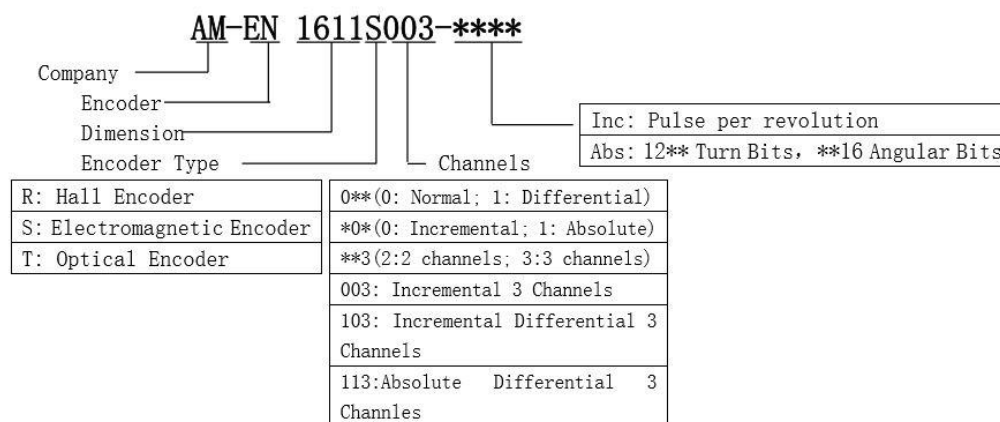 AM-EN 1611S003-****
Company
Encoder
Dimension
Encoder Type
Channels
Inc: Pulse per revolution
Abs: 12** Turn Bits, **16 Angular Bits
R: Hall Encoder
S: Electromagnetic Encoder
T: Optical Encoder
0**(0: Normal; 1: Differential)
*0*(0: Incremental; 1: Absolute)
**3(2:2 channels; 3:3 channels)
003: Incremental 3 Channels
103: Incremental Differential 3
Channels
113:Absolute Differential 3
Channles